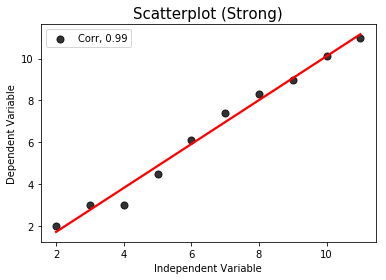 Scatterplot (Strong)
Corr, 0.99
Dependent Variable
10
8
6
4
2
2
4
6
8
10
Independent Variable